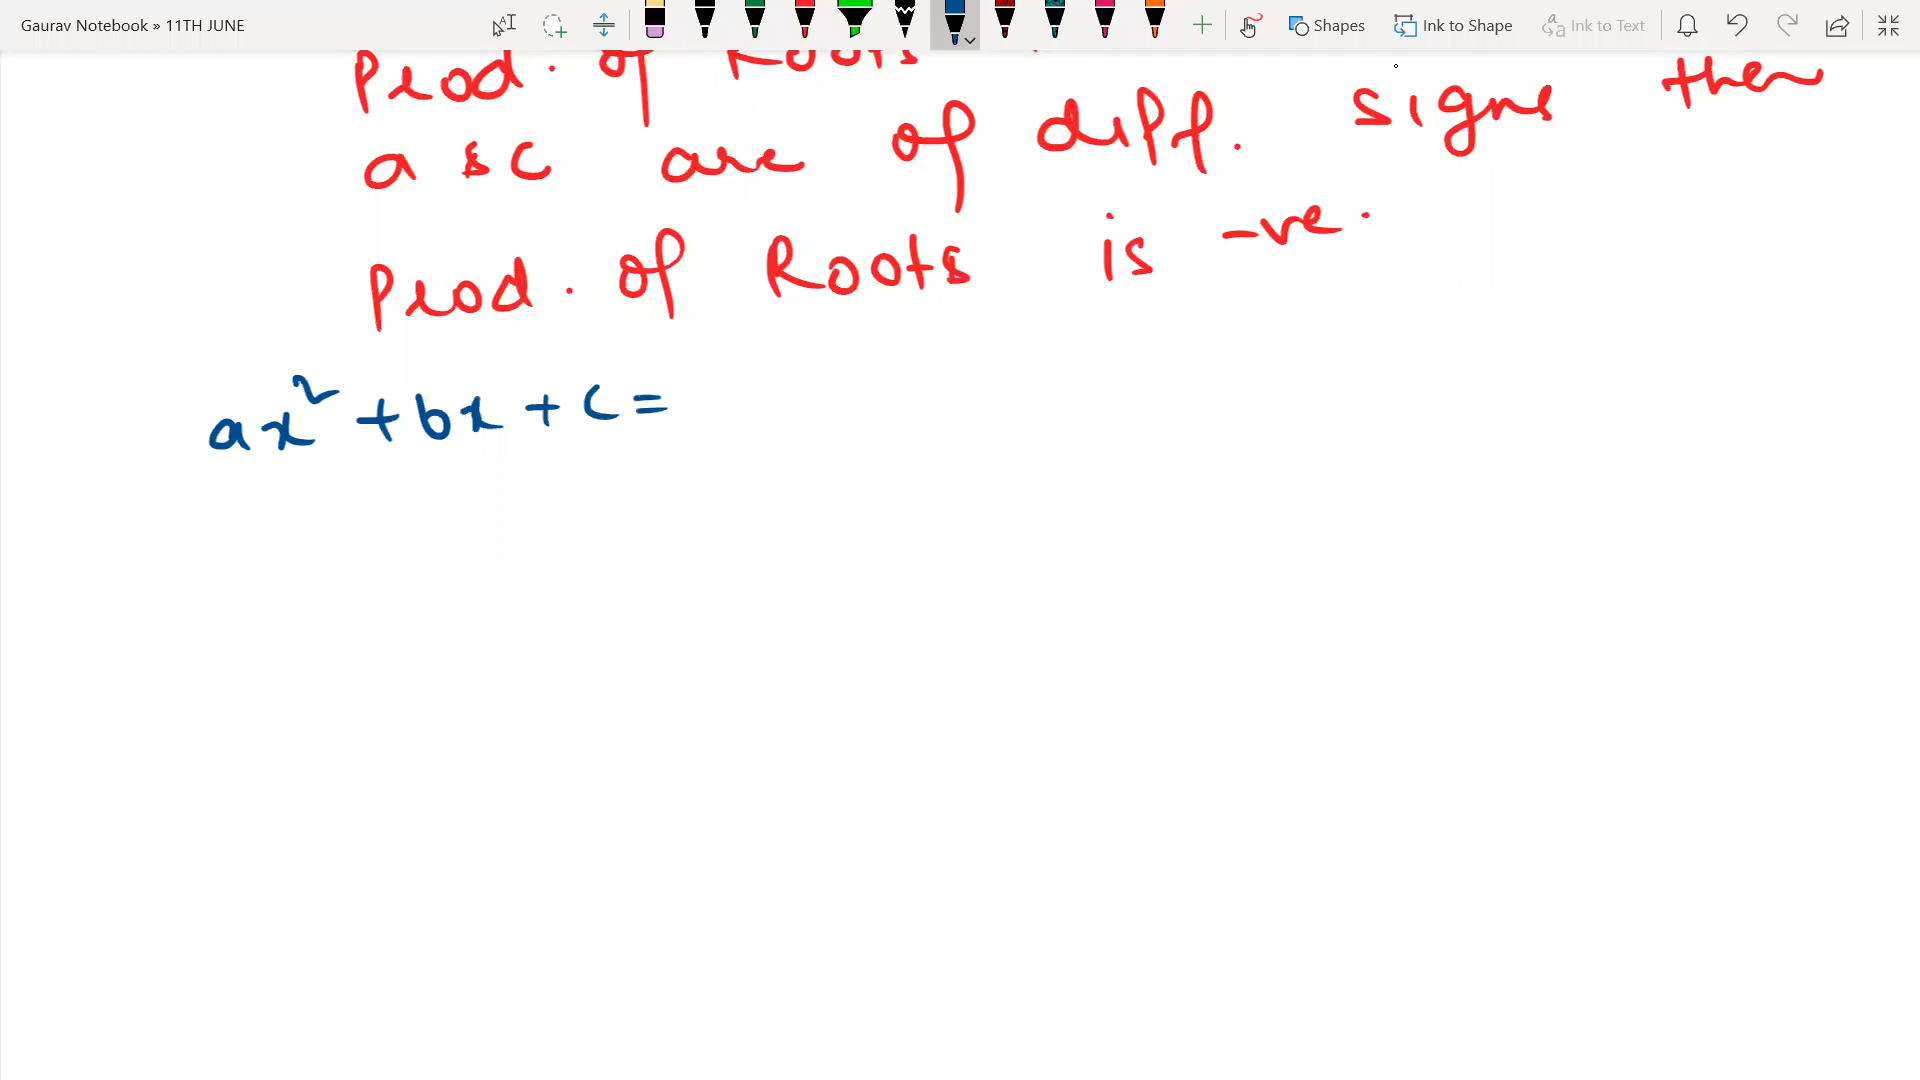 Gaurav Notebook » 11TH JUNE Shapes Ink to Shape Ink to Text
Prod. of Roots
a & c are of diff. signs then
Prod. of Roots is -ve.
ax² + bx + c =